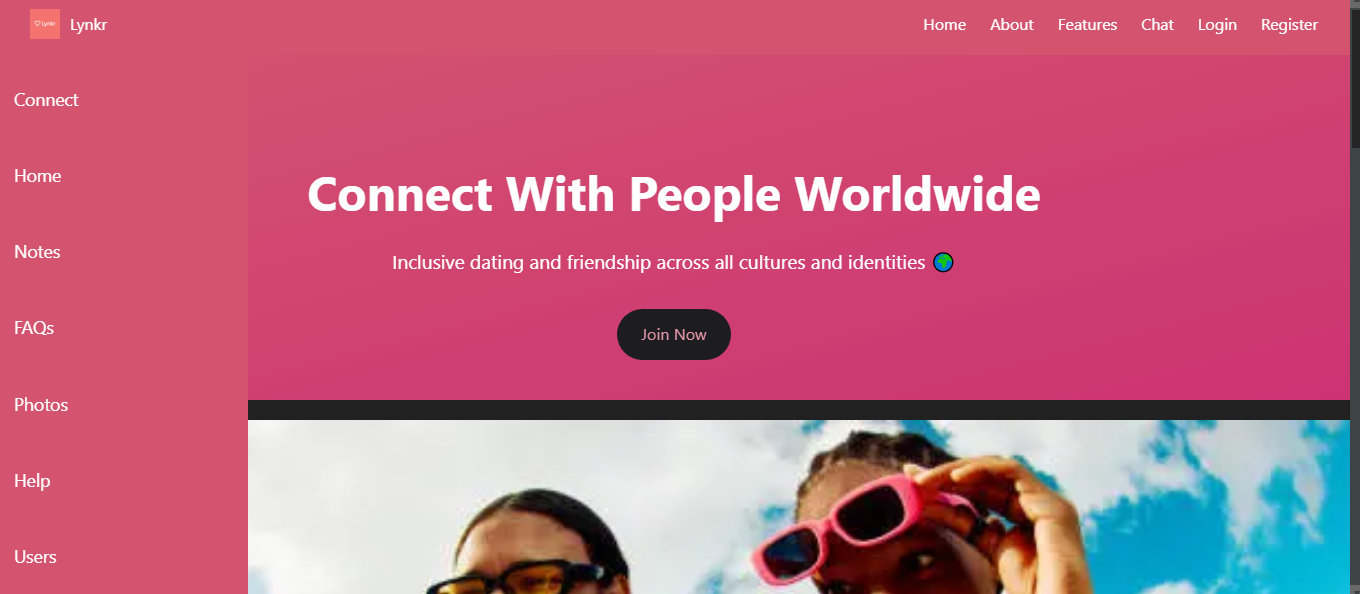 Lynkr
Lynkr
Home About Features Chat Login Register
Connect
Home
Notes
FAQs
Photos
Help
Users
Connect With People Worldwide
Inclusive dating and friendship across all cultures and identities 🌍
Join Now